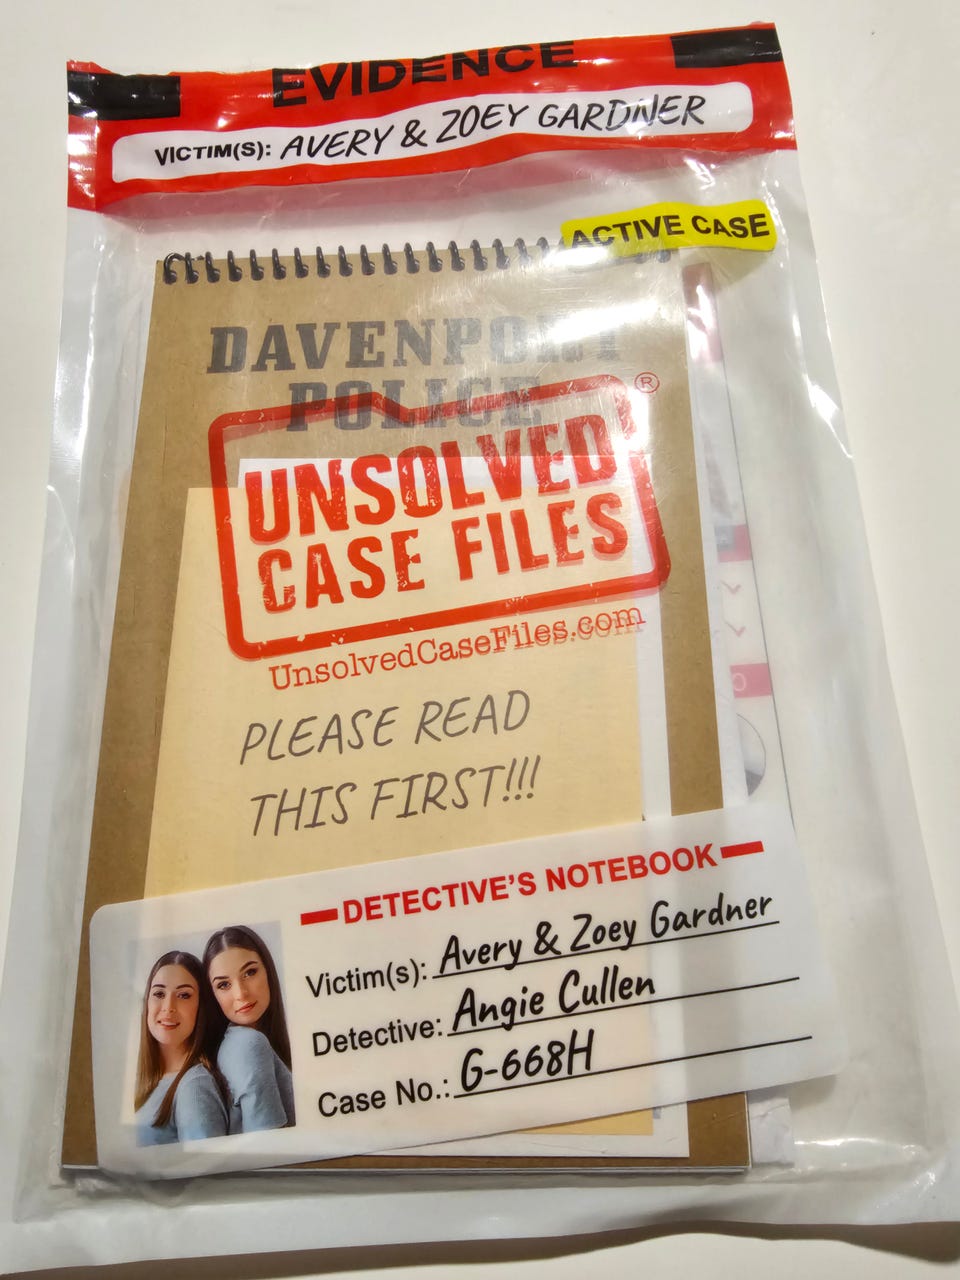 EVIDENCE
VICTIM(S): AVERY & ZOEY GARDNER
ACTIVE CASE
DAVENPORT
POLICE
®
UNSOLVED
CASE FILES
UnsolvedCaseFiles.com
PLEASE READ
THIS FIRST!!!
DETECTIVE'S NOTEBOOK
Victim(s): Avery & Zoey Gardner
Detective: Angie Cullen
Case No.: G-668H